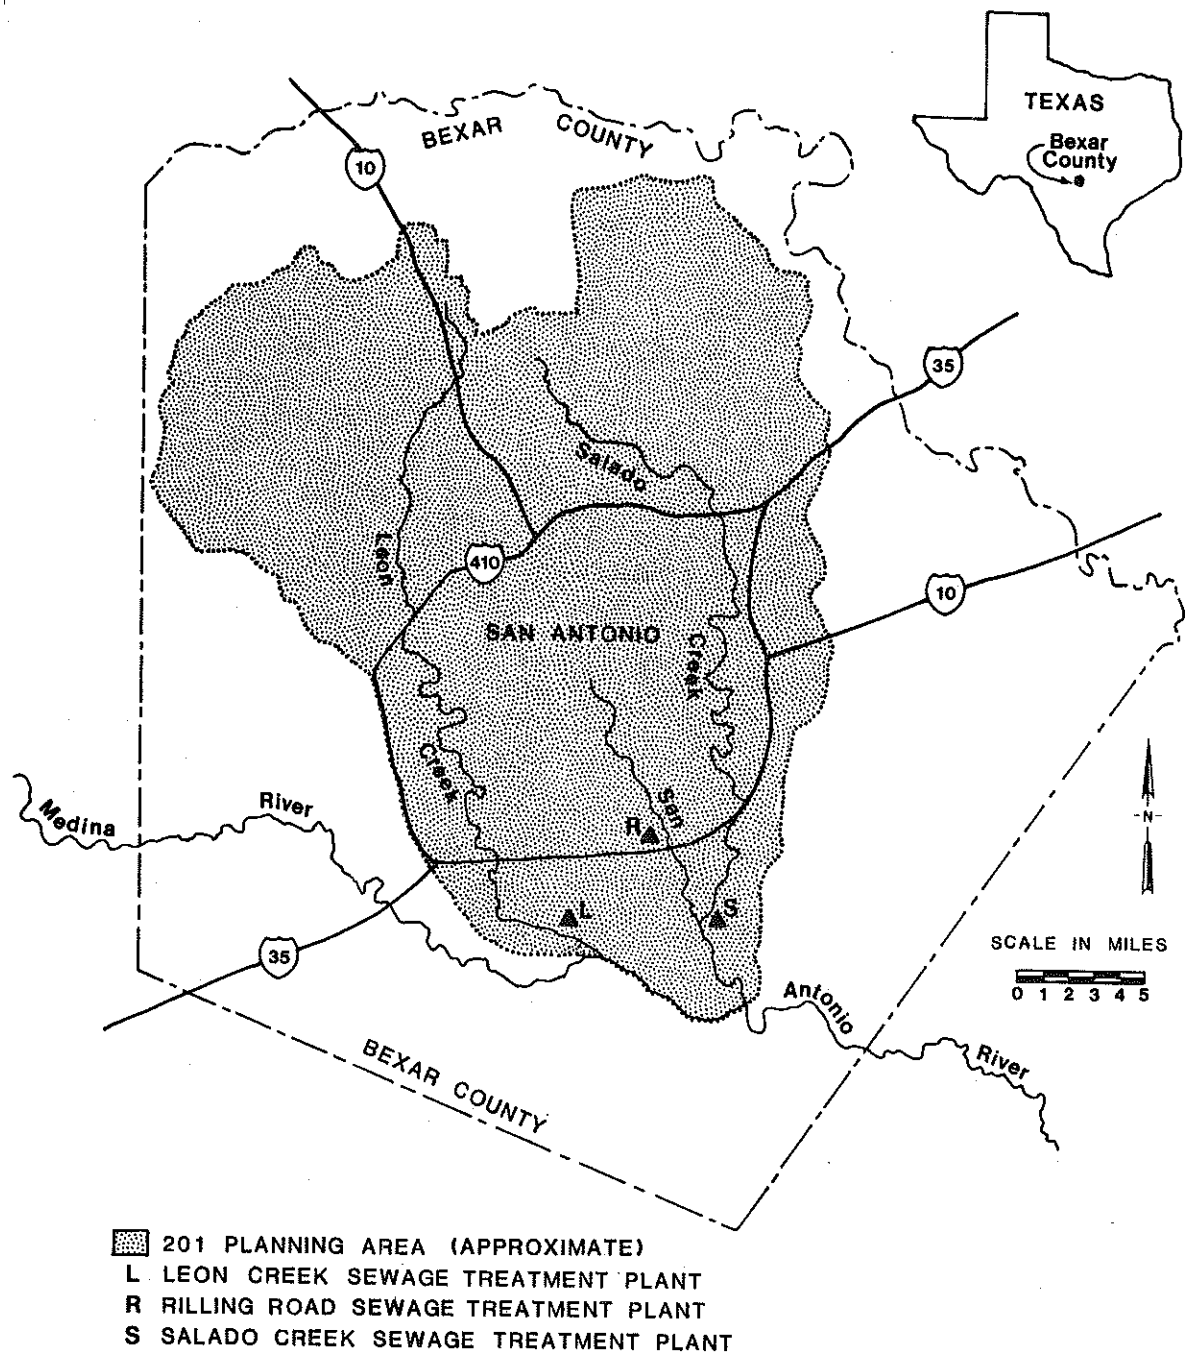 TEXAS
Bexar
County
BEXAR COUNTY
10
35
Salado
Leon
410
10
SAN ANTONIO
Creek
Creek
San
Medina
River
R
N
L
S
SCALE IN MILES
0 1 2 3 4 5
35
Antonio
River
BEXAR COUNTY
201 PLANNING AREA (APPROXIMATE)
L LEON CREEK SEWAGE TREATMENT PLANT
R RILLING ROAD SEWAGE TREATMENT PLANT
S SALADO CREEK SEWAGE TREATMENT PLANT